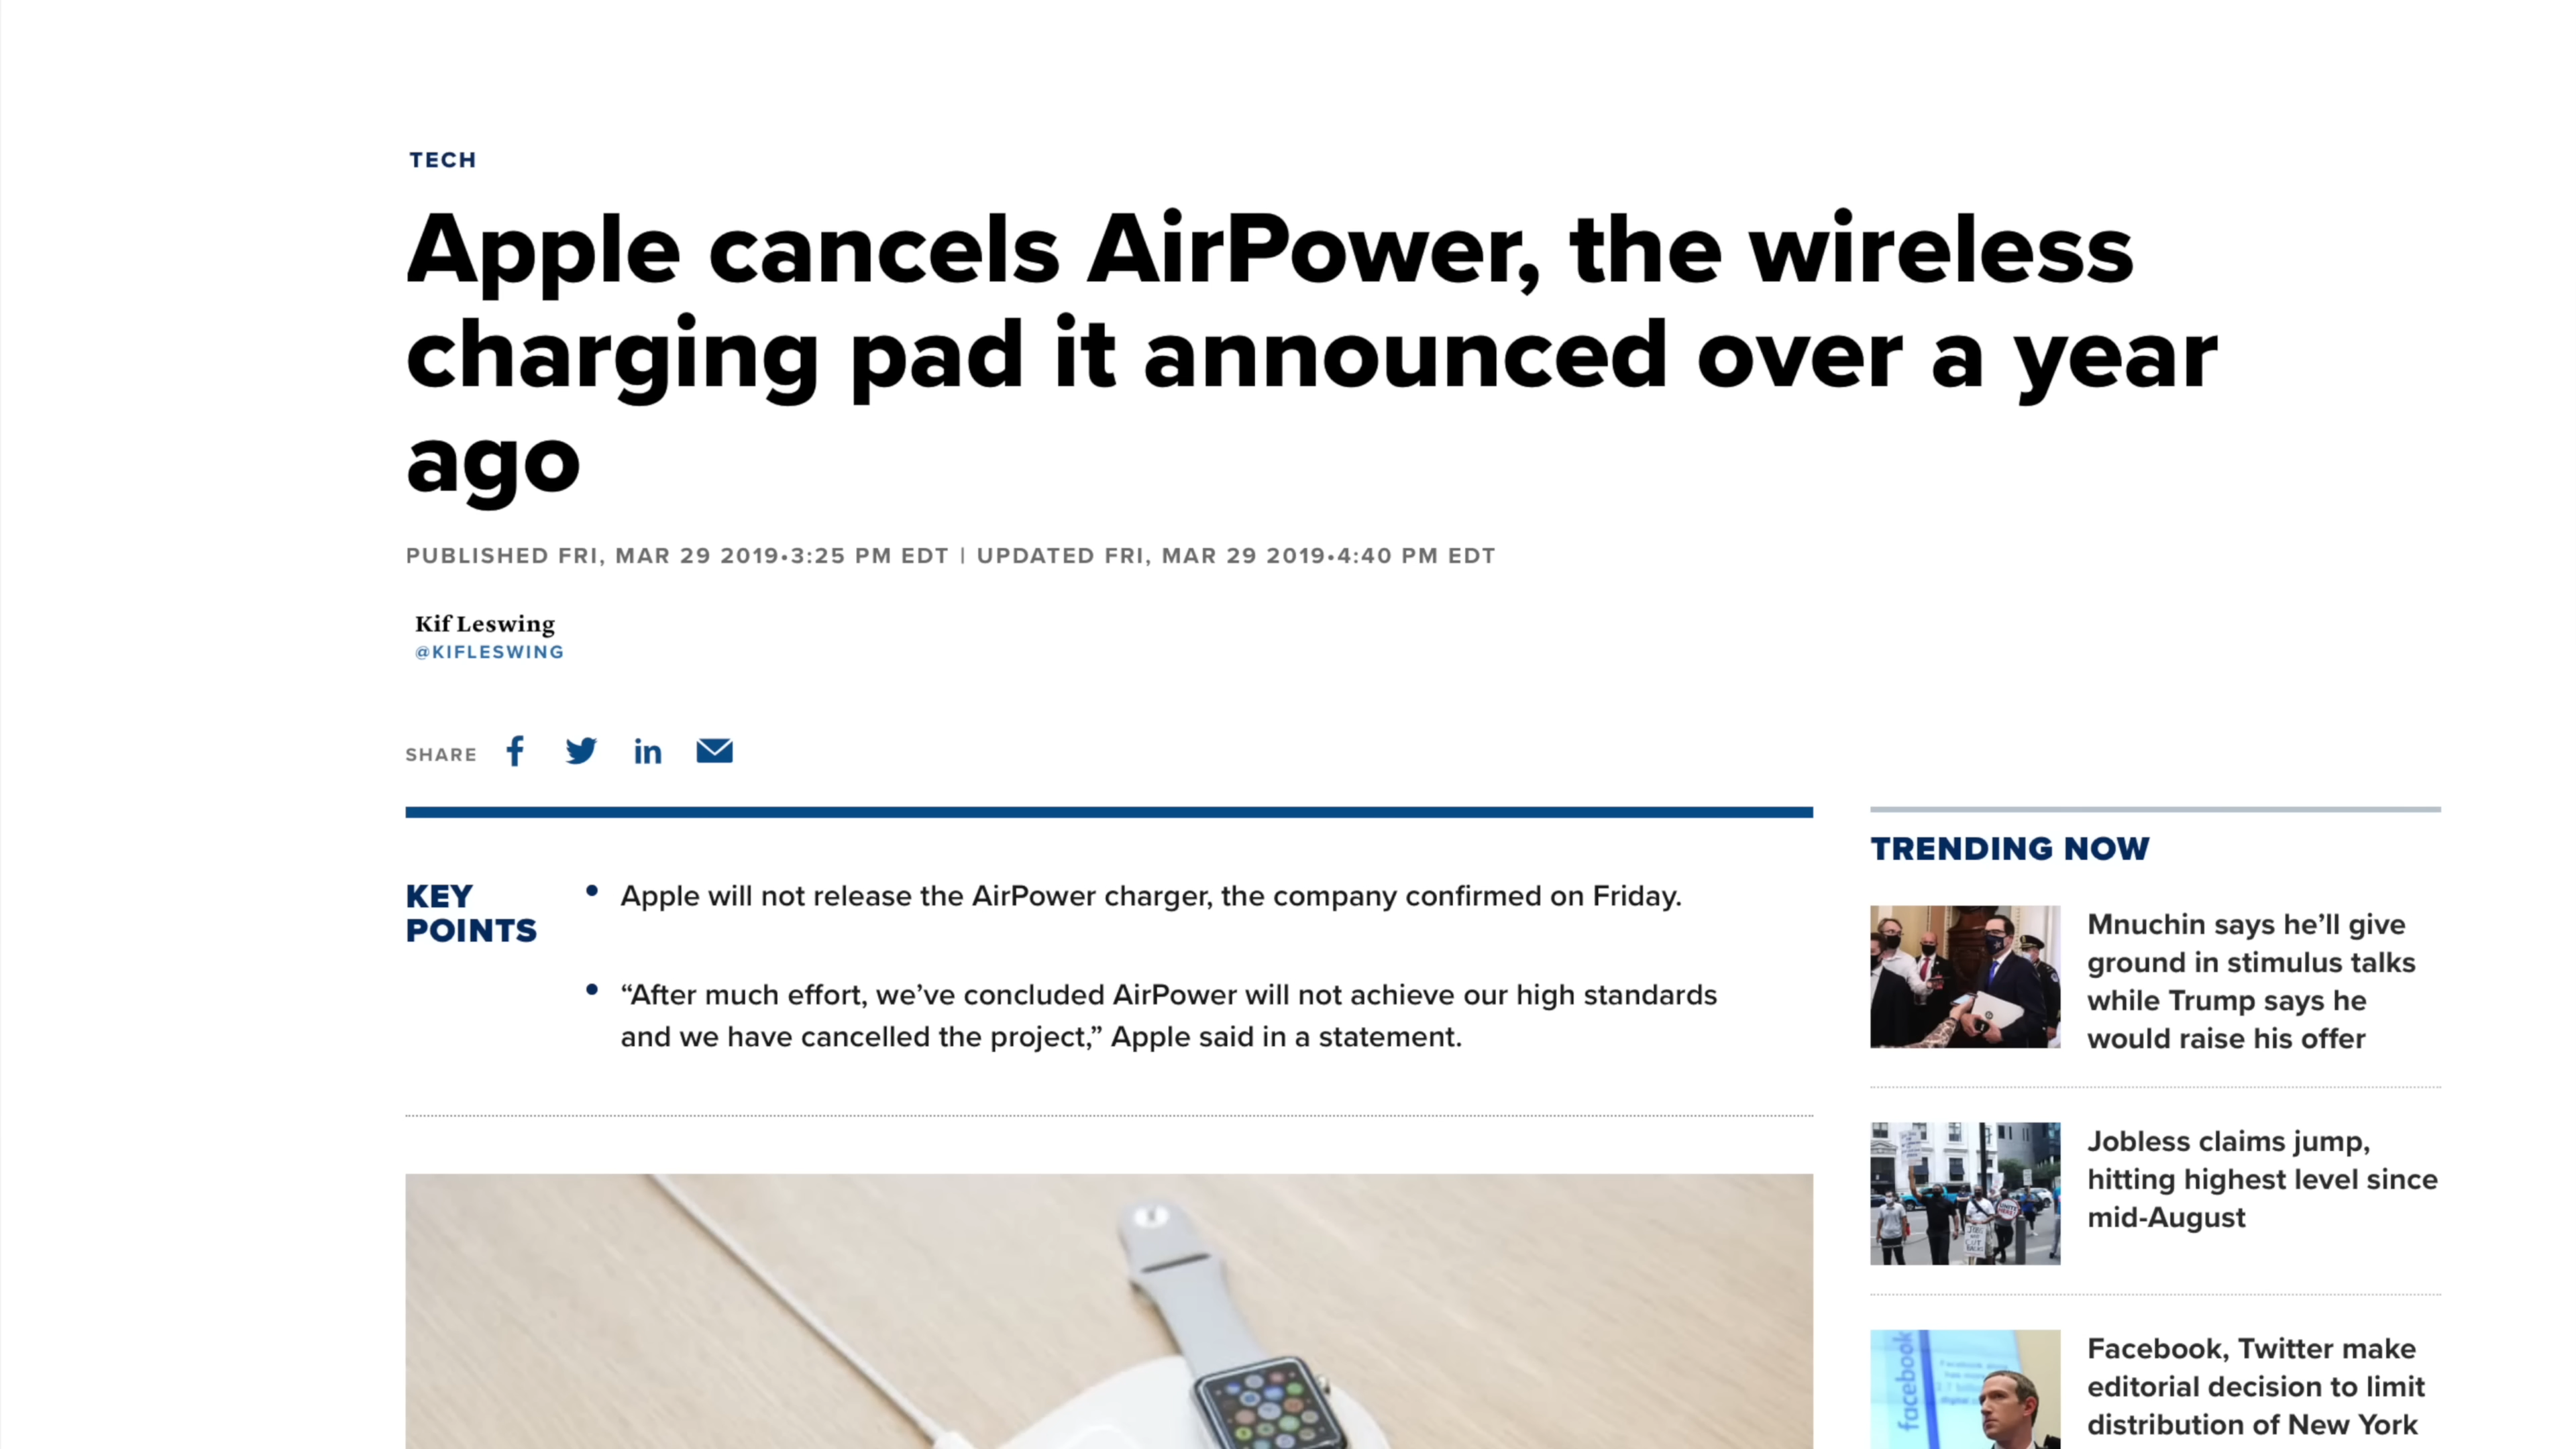 TECH
Apple cancels AirPower, the wireless
charging pad it announced over a year
ago
PUBLISHED FRI, MAR 29 2019•3:25 PM EDT | UPDATED FRI, MAR 29 2019•4:40 PM EDT
Kif Leswing
@KIFLESWING
SHARE
KEY
POINTS
• Apple will not release the AirPower charger, the company confirmed on Friday.
• “After much effort, we’ve concluded AirPower will not achieve our high standards
and we have cancelled the project,” Apple said in a statement.
TRENDING NOW
Mnuchin says he’ll give
ground in stimulus talks
while Trump says he
would raise his offer
Jobless claims jump,
hitting highest level since
mid-August
facebook
Facebook, Twitter make
editorial decision to limit
distribution of New York